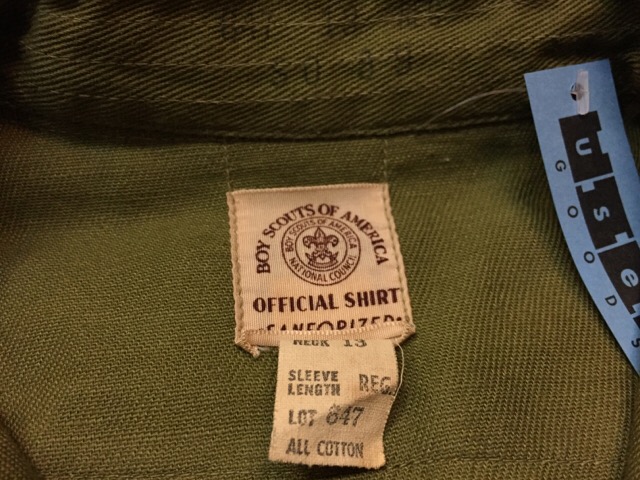 BOY SCOUTS OF AMERICA
BOY SCOUTS OF AMERICA
NATIONAL COUNCIL
OFFICIAL SHIRT
SANFORIZED
NECK 13
SLEEVE LENGTH REG.
LOT 647
ALL COTTON
used
GOODS